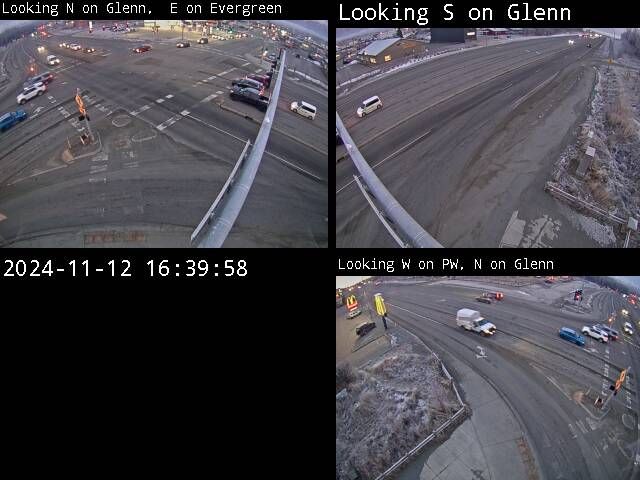 Looking N on Glenn, E on Evergreen
Looking S on Glenn
2024-11-12 16:39:58
Looking W on PW, N on Glenn